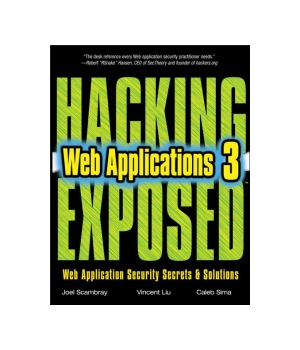 "The desk reference every Web application security practitioner needs."
—Robert "RSnake" Hansen, CEO of SecTheory and founder of ha.ckers.org
HACKING
Web Applications 3
EXPOSED™
Web Application Security Secrets & Solutions
Joel Scambray Vincent Liu Caleb Sima